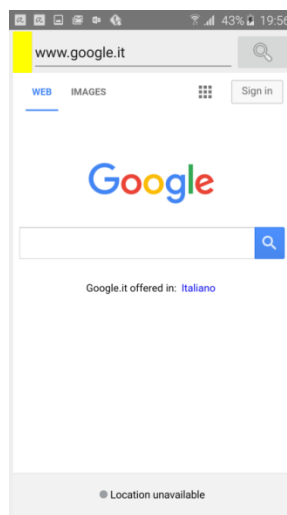 43% 19:56
www.google.it
WEB IMAGES Sign in
Google
Google.it offered in: Italiano
Location unavailable